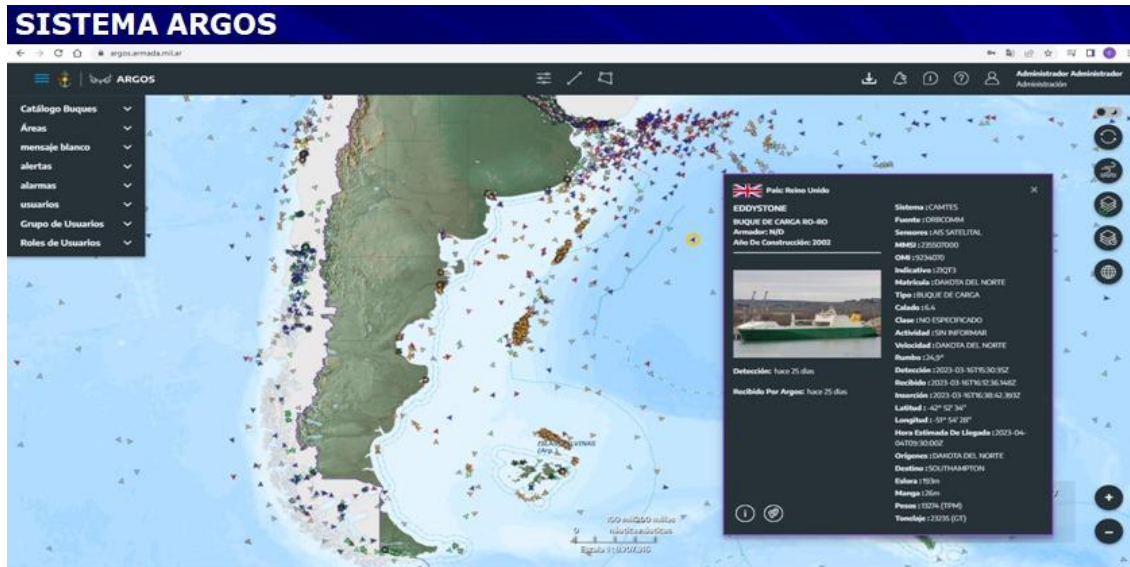 SISTEMA ARGOS
argos.armada.mil.ar
ARGOS
Administrador Administrador
Administración
Catálogo Buques
Áreas
mensaje blanco
alertas
alarmas
usuarios
Grupo de Usuarios
Roles de Usuarios
País: Reino Unido
EDDYSTONE
BUQUE DE CARGA RO-RO
Armador: N/D
Año De Construcción: 2002
Detección: hace 25 días
Recibido Por Argos: hace 25 días
Sistema :CAMTES
Fuente :ORBCOMM
Sensores :AIS SATELITAL
MMSI :235507000
OMI :9234070
Indicativo :ZIQT3
Matrícula :DAKOTA DEL NORTE
Tipo :BUQUE DE CARGA
Calado :6.4
Clase :NO ESPECIFICADO
Actividad :SIN INFORMAR
Velocidad :DAKOTA DEL NORTE
Rumbo :24,9°
Detección :2023-03-16T15:30:35Z
Recibido :2023-03-16T16:12:36.148Z
Inserción :2023-03-16T16:38:42.393Z
Latitud : -42° 52' 34"
Longitud : -51° 54' 28"
Hora Estimada De Llegada :2023-04-
04T09:30:00Z
Orígenes :DAKOTA DEL NORTE
Destino :SOUTHAMPTON
Eslora :193m
Manga :26m
Pesos :13274 (TPM)
Tonelaje :23235 (GT)
(Arg.)
0